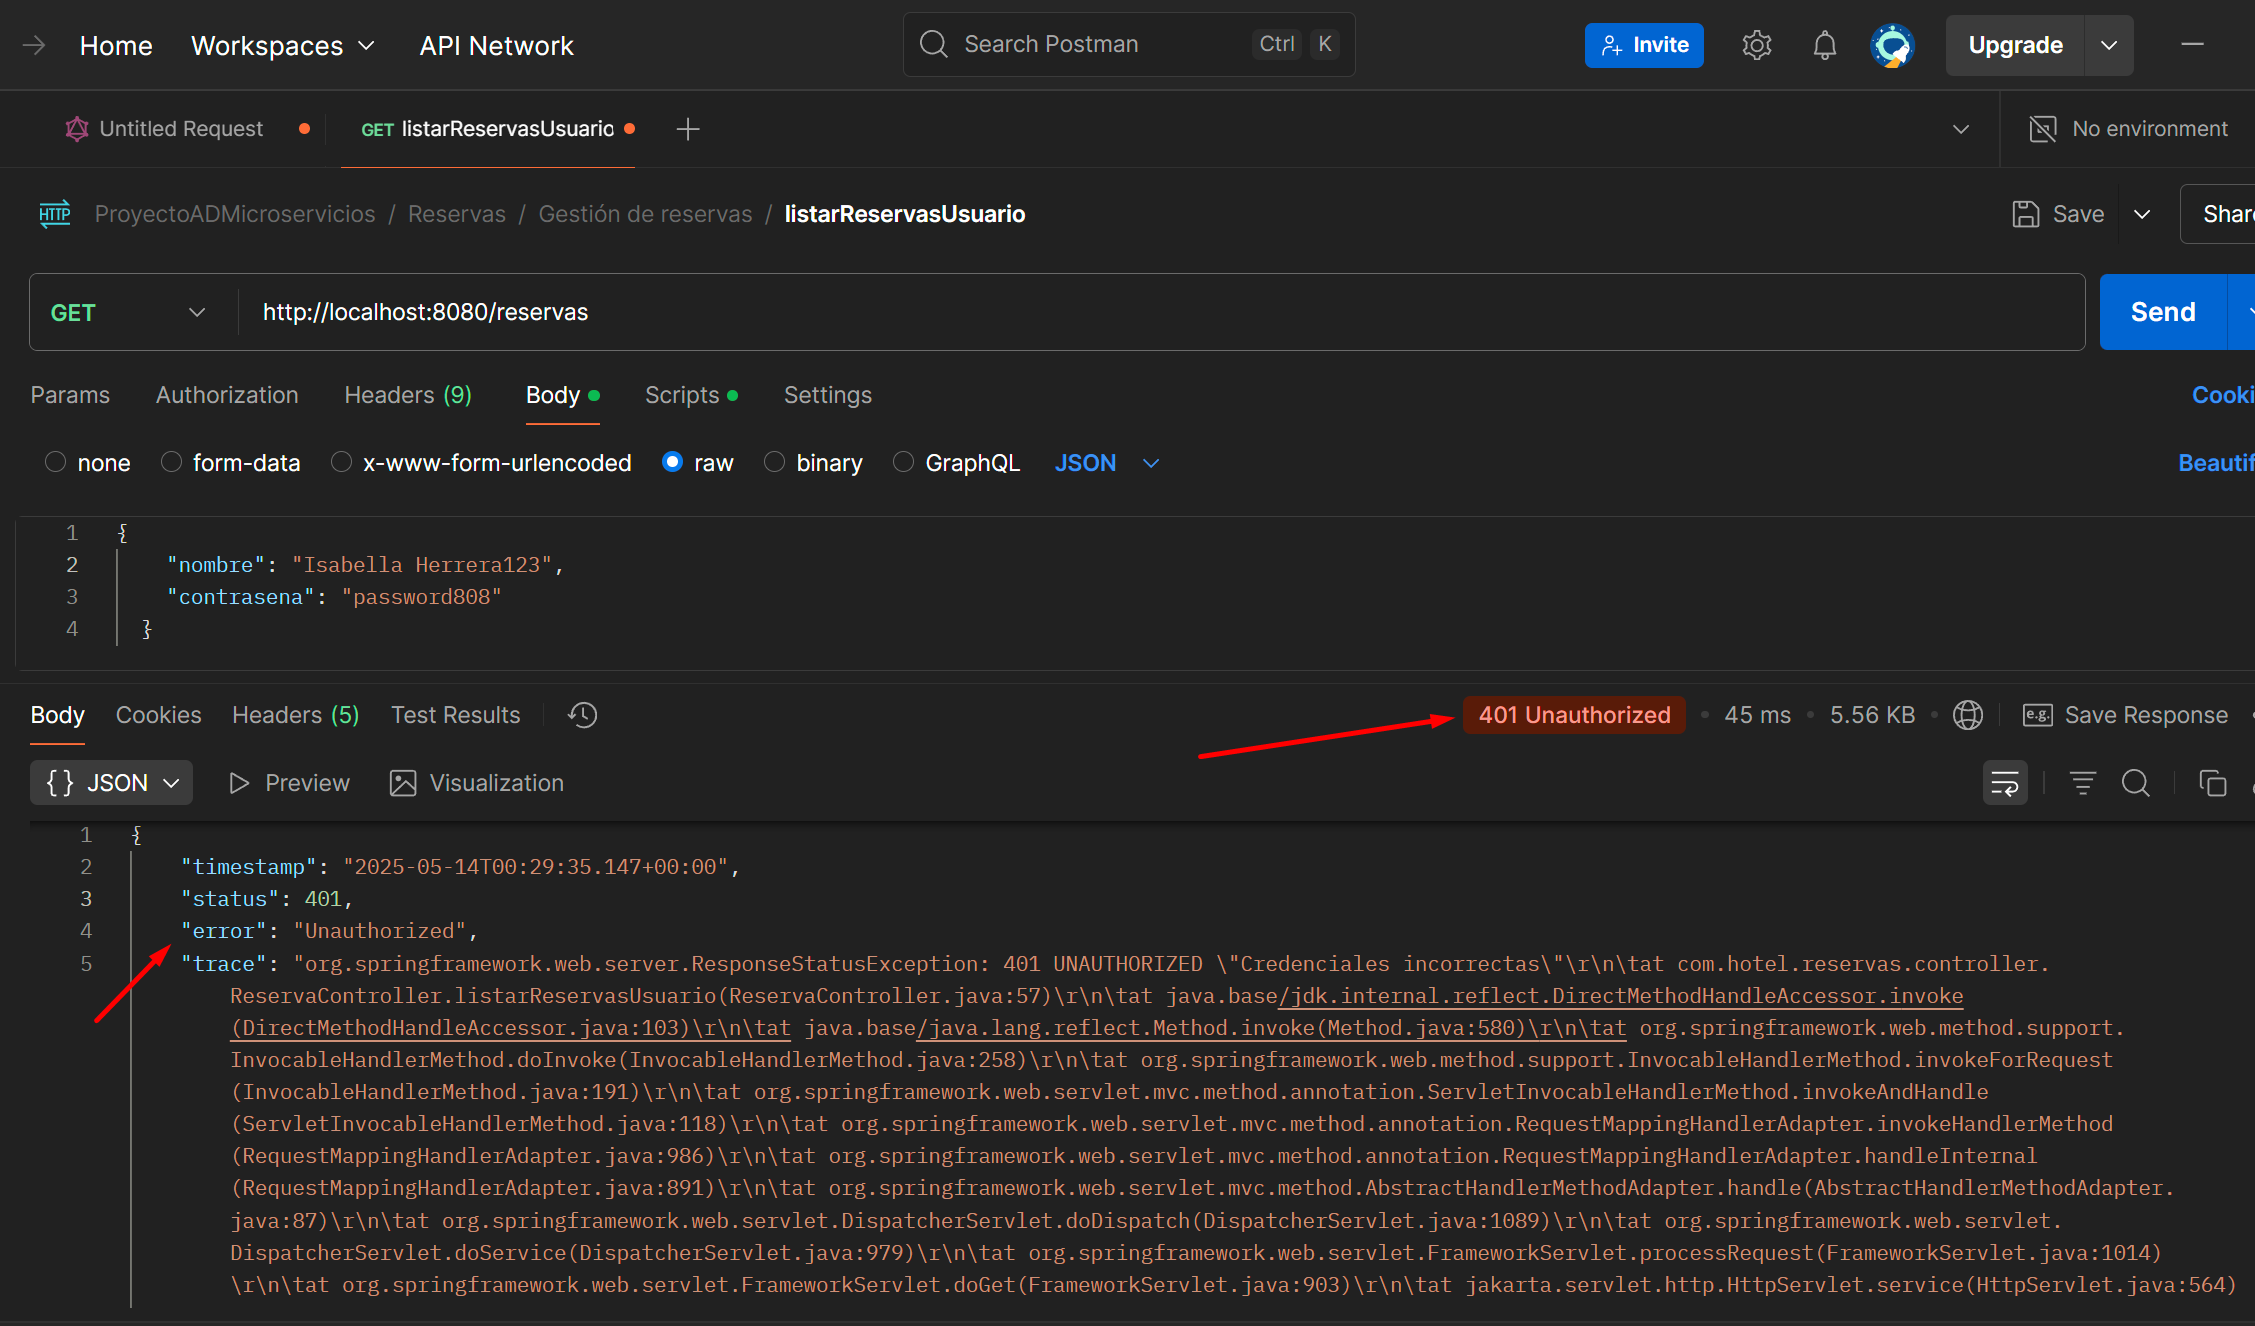 Home Workspaces API Network Search Postman Ctrl K Invite Upgrade
Untitled Request GET listarReservasUsuario No environment
HTTP ProyectoADMicroservicios / Reservas / Gestión de reservas / listarReservasUsuario Save Share
GET http://localhost:8080/reservas Send
Params Authorization Headers (9) Body Scripts Settings Cooki
none form-data x-www-form-urlencoded raw binary GraphQL JSON Beautif
1 {
2 "nombre": "Isabella Herrera123",
3 "contrasena": "password808"
4 }
Body Cookies Headers (5) Test Results 401 Unauthorized • 45 ms • 5.56 KB • e.g. Save Response
{} JSON Preview Visualization
1 {
2 "timestamp": "2025-05-14T00:29:35.147+00:00",
3 "status": 401,
4 "error": "Unauthorized",
5 "trace": "org.springframework.web.server.ResponseStatusException: 401 UNAUTHORIZED \"Credenciales incorrectas\"\r\n\tat com.hotel.reservas.controller.
ReservaController.listarReservasUsuario(ReservaController.java:57)\r\n\tat java.base/jdk.internal.reflect.DirectMethodHandleAccessor.invoke
(DirectMethodHandleAccessor.java:103)\r\n\tat java.base/java.lang.reflect.Method.invoke(Method.java:580)\r\n\tat org.springframework.web.method.support.
InvocableHandlerMethod.doInvoke(InvocableHandlerMethod.java:258)\r\n\tat org.springframework.web.method.support.InvocableHandlerMethod.invokeForRequest
(InvocableHandlerMethod.java:191)\r\n\tat org.springframework.web.servlet.mvc.method.annotation.ServletInvocableHandlerMethod.invokeAndHandle
(ServletInvocableHandlerMethod.java:118)\r\n\tat org.springframework.web.servlet.mvc.method.annotation.RequestMappingHandlerAdapter.invokeHandlerMethod
(RequestMappingHandlerAdapter.java:986)\r\n\tat org.springframework.web.servlet.mvc.method.annotation.RequestMappingHandlerAdapter.handleInternal
(RequestMappingHandlerAdapter.java:891)\r\n\tat org.springframework.web.servlet.mvc.method.AbstractHandlerMethodAdapter.handle(AbstractHandlerMethodAdapter.
java:87)\r\n\tat org.springframework.web.servlet.DispatcherServlet.doDispatch(DispatcherServlet.java:1089)\r\n\tat org.springframework.web.servlet.
DispatcherServlet.doService(DispatcherServlet.java:979)\r\n\tat org.springframework.web.servlet.FrameworkServlet.processRequest(FrameworkServlet.java:1014)
\r\n\tat org.springframework.web.servlet.FrameworkServlet.doGet(FrameworkServlet.java:903)\r\n\tat jakarta.servlet.http.HttpServlet.service(HttpServlet.java:564)